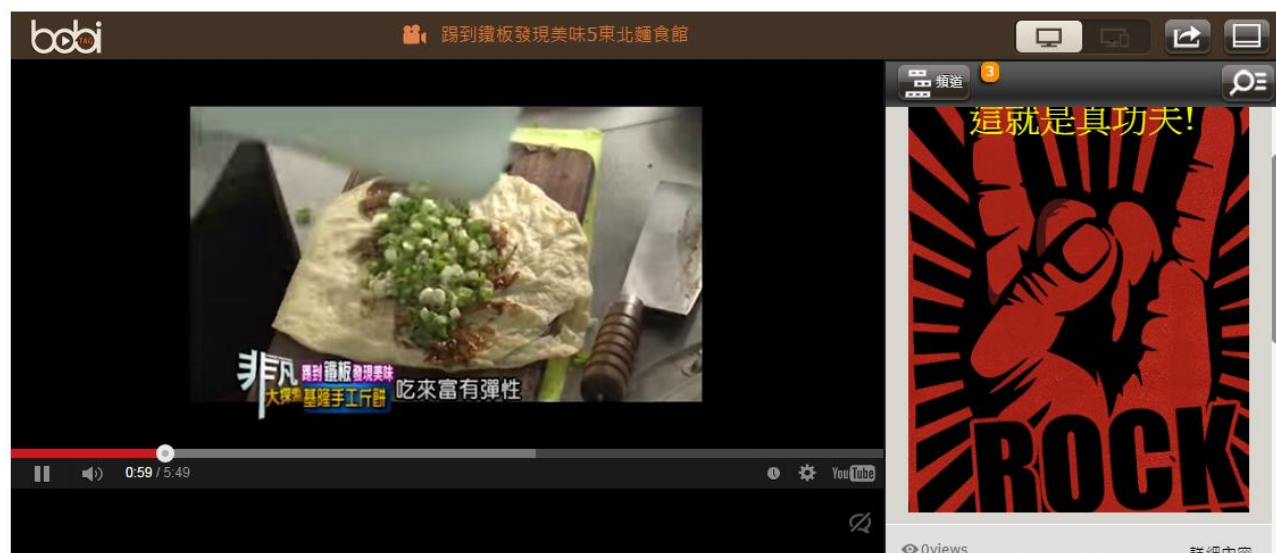 bobi
TAG
踢到鐵板發現美味5東北麵食館
頻道
3
這就是真功夫!
非凡
大探索
踢到鐵板發現美味
基隆手工斤餅
吃來富有彈性
ROCK
0:59 / 5:49
YouTube
0views
詳細內容